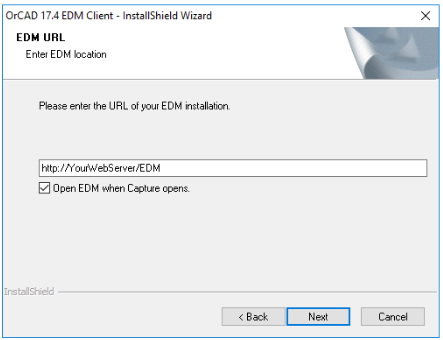 OrCAD 17.4 EDM Client - InstallShield Wizard
EDM URL
Enter EDM location
Please enter the URL of your EDM installation.
http://YourWebServer/EDM
Open EDM when Capture opens.
InstallShield
< Back Next Cancel